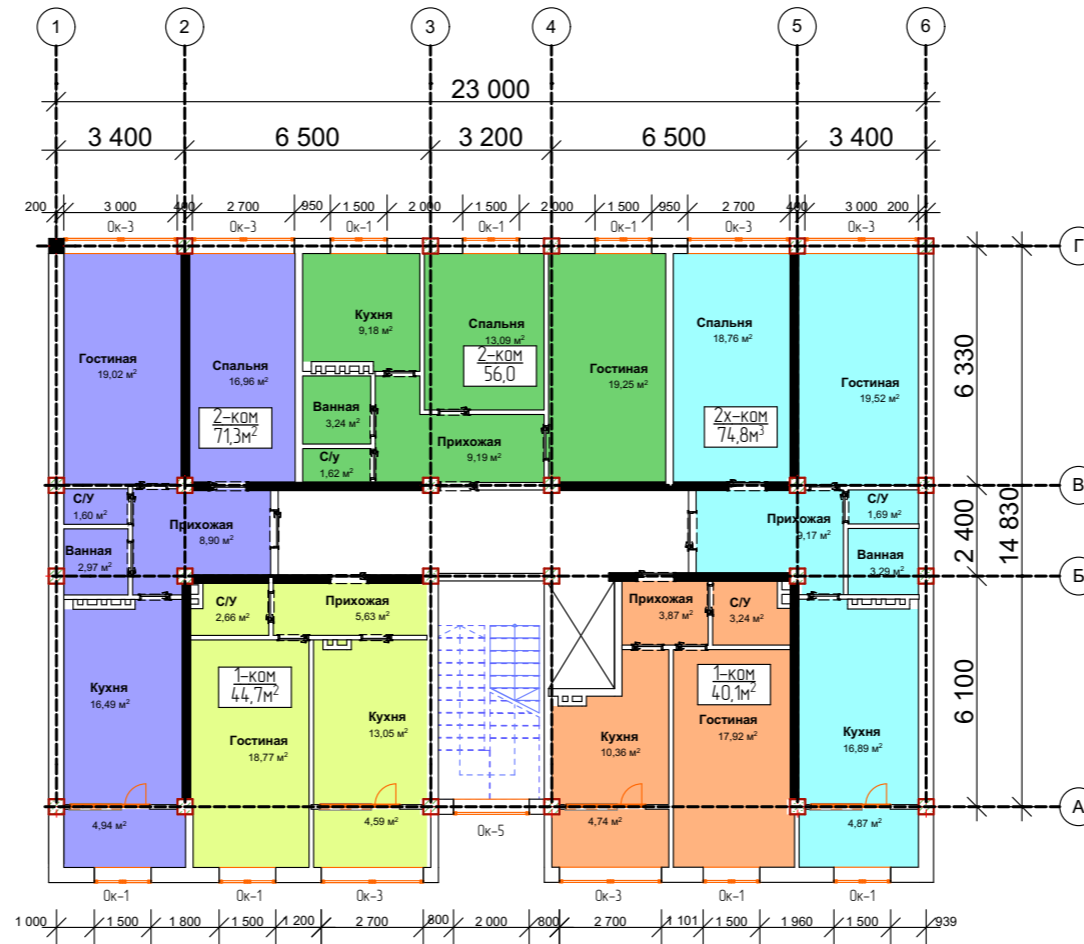 1 2 3 4 5 6
23 000
3 400 6 500 3 200 6 500 3 400
200 3 000 400 2 700 950 1 500 2 000 1 500 2 000 1 500 950 2 700 400 3 000 200
Ок-3 Ок-3 Ок-1 Ок-1 Ок-1 Ок-3 Ок-3
Г
Гостиная
19,02 м²
Спальня
16,96 м²
2-ком
71,3м²
Кухня
9,18 м²
Спальня
13,09 м²
2-ком
56,0
Ванная
3,24 м²
С/у
1,62 м²
Прихожая
9,19 м²
Гостиная
19,25 м²
Спальня
18,76 м²
2х-ком
74,8м³
Гостиная
19,52 м²
6 330
В
С/У
1,60 м²
Ванная
2,97 м²
Прихожая
8,90 м²
Прихожая
9,17 м²
С/У
1,69 м²
Ванная
3,29 м²
2 400
14 830
Б
С/У
2,66 м²
Прихожая
5,63 м²
Прихожая
3,87 м²
С/У
3,24 м²
Кухня
16,49 м²
1-ком
44,7м²
Гостиная
18,77 м²
Кухня
13,05 м²
Кухня
10,36 м²
1-ком
40,1м²
Гостиная
17,92 м²
Кухня
16,89 м²
6 100
А
4,94 м² 4,59 м² 4,74 м² 4,87 м²
Ок-5
Ок-1 Ок-1 Ок-3 Ок-3 Ок-1 Ок-1
1 000 1 500 1 800 1 500 1 200 2 700 800 2 000 800 2 700 1 101 1 500 1 960 1 500 939